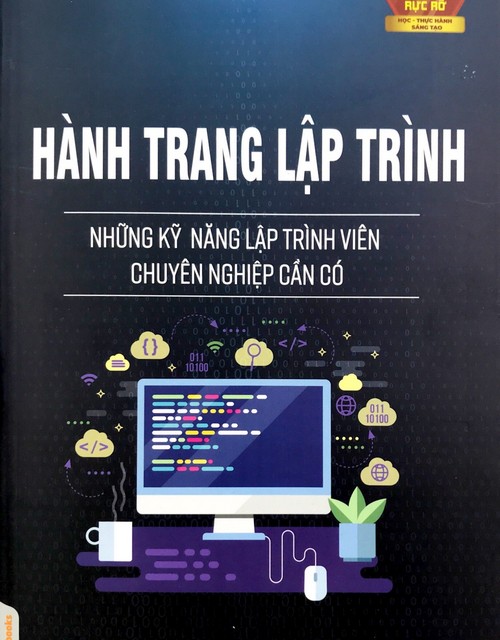 RỰC RỠ
HỌC - THỰC HÀNH
SÁNG TẠO
HÀNH TRANG LẬP TRÌNH
NHỮNG KỸ NĂNG LẬP TRÌNH VIÊN
CHUYÊN NGHIỆP CẦN CÓ
{}
011
10100
</>
011
10100
</>
books